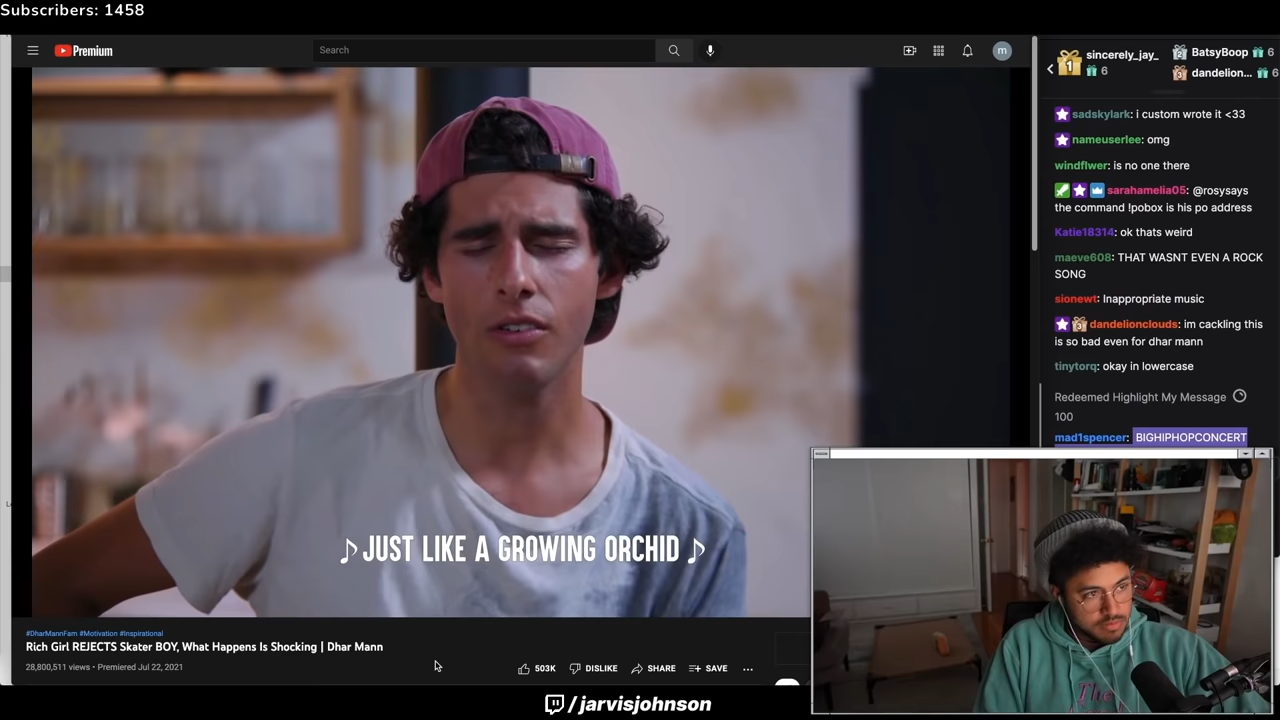 Subscribers: 1458
Premium
Search
m
♪ JUST LIKE A GROWING ORCHID ♪
#DharMannFam #Motivation #Inspirational
Rich Girl REJECTS Skater BOY, What Happens Is Shocking | Dhar Mann
28,800,511 views • Premiered Jul 22, 2021
503K
DISLIKE
SHARE
SAVE
1
sincerely_jay_
6
2
BatsyBoop
6
3
dandelion...
6
sadskylark: i custom wrote it <33
nameuserlee: omg
windflwer: is no one there
sarahamelia05: @rosysays
the command !pobox is his po address
Katie18314: ok thats weird
maeve608: THAT WASNT EVEN A ROCK
SONG
sionewt: Inappropriate music
dandelionclouds: im cackling this
is so bad even for dhar mann
tinytorq: okay in lowercase
Redeemed Highlight My Message
100
mad1spencer: BIGHIPHOPCONCERT
The
/jarvisjohnson